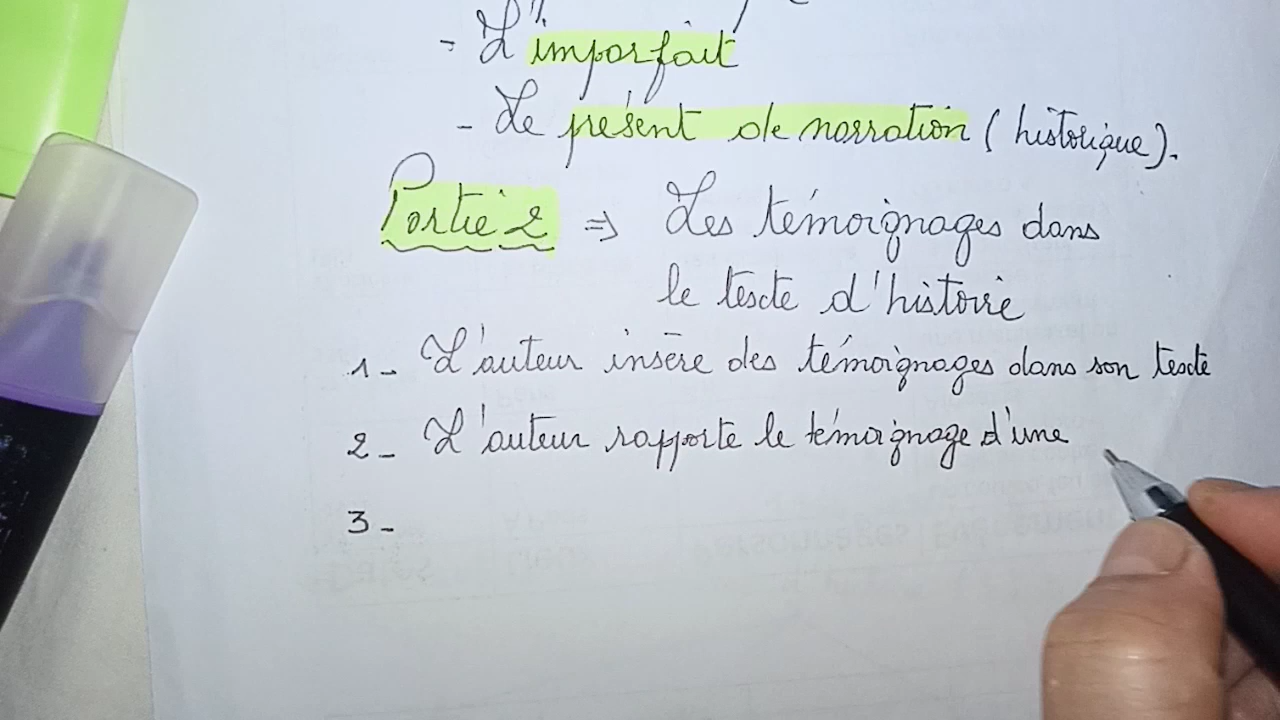 - L'imparfait
- Le présent de narration (historique).
Partie 2 ⇒ Les témoignages dans
le texte d'histoire
1- L'auteur insère des témoignages dans son texte
2- L'auteur rapporte le témoignage d'une
3-